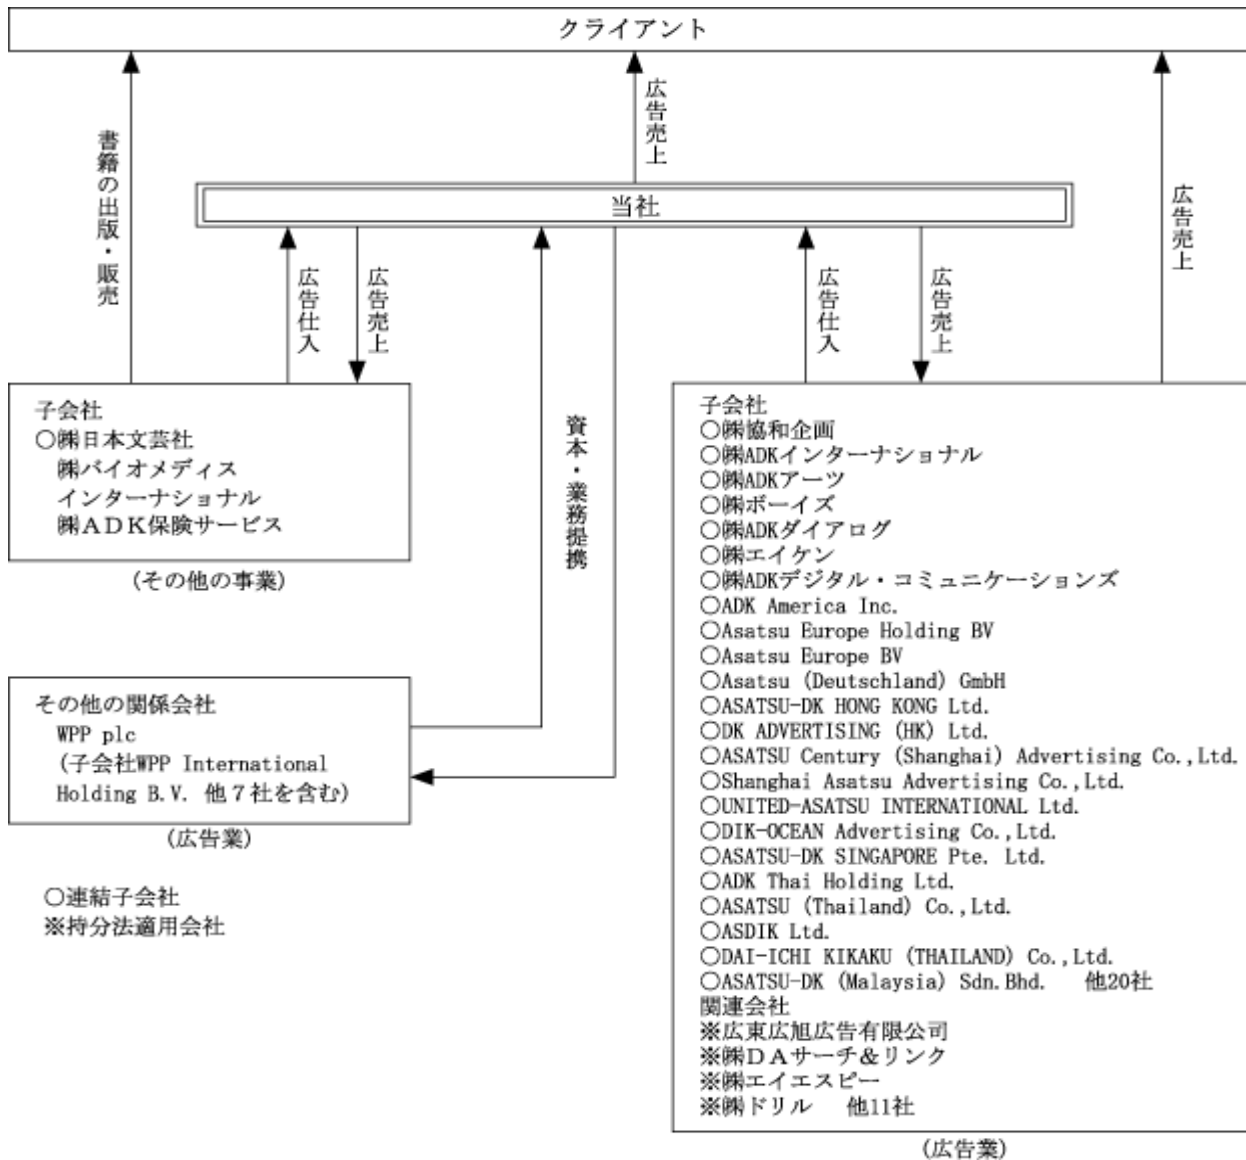 クライアント
広告売上
書籍の出版・販売
広告売上
当社
広告仕入
広告売上
広告仕入
広告売上
資本・業務提携
子会社
○㈱日本文芸社
㈱バイオメディス
インターナショナル
㈱ADK保険サービス
(その他の事業)
その他の関係会社
WPP plc
(子会社WPP International
Holding B.V. 他7社を含む)
(広告業)
○連結子会社
※持分法適用会社
子会社
○㈱協和企画
○㈱ADKインターナショナル
○㈱ADKアーツ
○㈱ボーイズ
○㈱ADKダイアログ
○㈱エイケン
○㈱ADKデジタル・コミュニケーションズ
○ADK America Inc.
○Asatsu Europe Holding BV
○Asatsu Europe BV
○Asatsu (Deutschland) GmbH
○ASATSU-DK HONG KONG Ltd.
○DK ADVERTISING (HK) Ltd.
○ASATSU Century (Shanghai) Advertising Co.,Ltd.
○Shanghai Asatsu Advertising Co.,Ltd.
○UNITED-ASATSU INTERNATIONAL Ltd.
○DIK-OCEAN Advertising Co.,Ltd.
○ASATSU-DK SINGAPORE Pte. Ltd.
○ADK Thai Holding Ltd.
○ASATSU (Thailand) Co.,Ltd.
○ASDIK Ltd.
○DAI-ICHI KIKAKU (THAILAND) Co.,Ltd.
○ASATSU-DK (Malaysia) Sdn.Bhd. 他20社
関連会社
※広東広旭広告有限公司
※㈱DAサーチ＆リンク
※㈱エイエスピー
※㈱ドリル 他11社
(広告業)